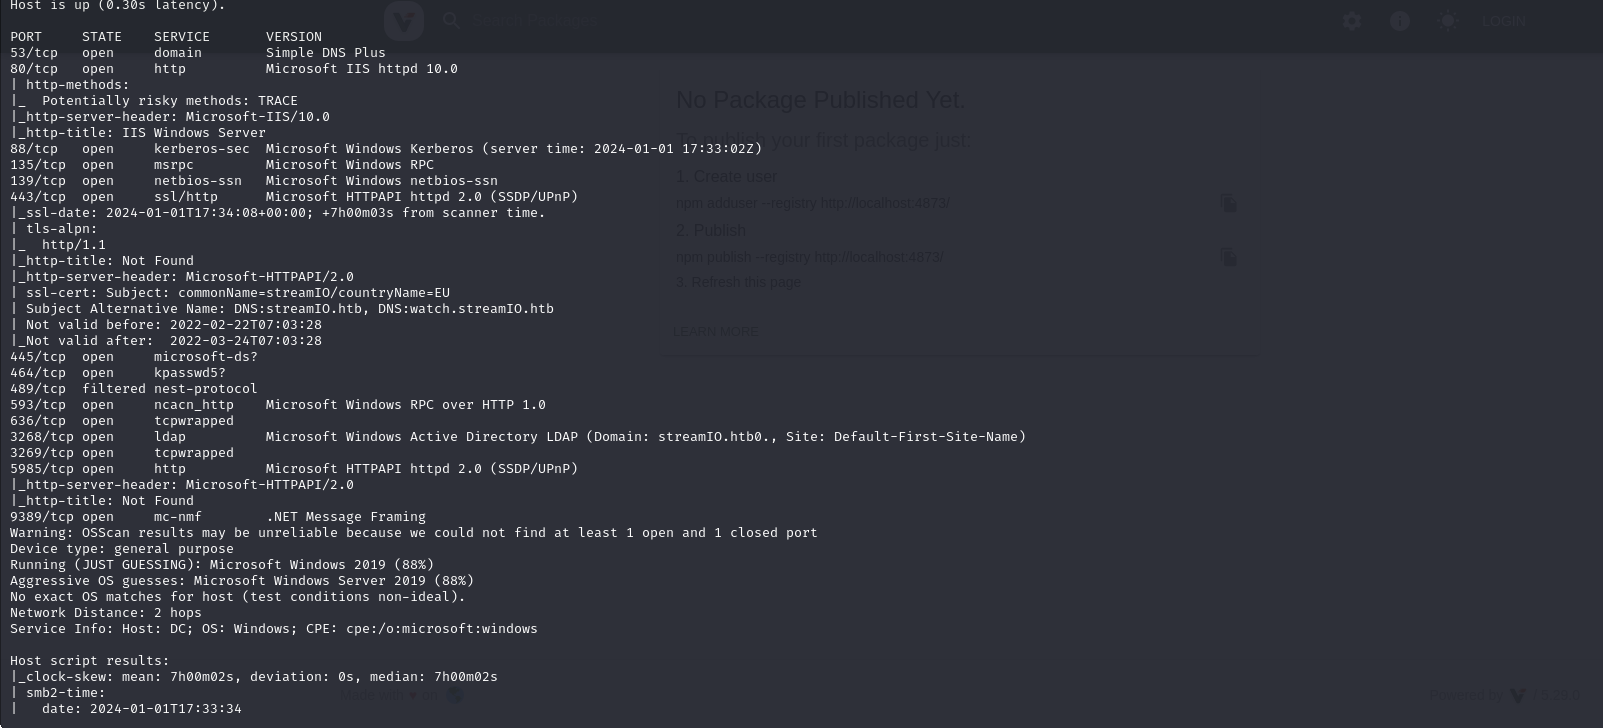 Host is up (0.30s latency).
Search Packages
LOGIN
PORT     STATE    SERVICE       VERSION
53/tcp   open     domain        Simple DNS Plus
80/tcp   open     http          Microsoft IIS httpd 10.0
| http-methods:
|_  Potentially risky methods: TRACE
|_http-server-header: Microsoft-IIS/10.0
|_http-title: IIS Windows Server
88/tcp   open     kerberos-sec  Microsoft Windows Kerberos (server time: 2024-01-01 17:33:02Z)
135/tcp  open     msrpc         Microsoft Windows RPC
139/tcp  open     netbios-ssn   Microsoft Windows netbios-ssn
443/tcp  open     ssl/http      Microsoft HTTPAPI httpd 2.0 (SSDP/UPnP)
|_ssl-date: 2024-01-01T17:34:08+00:00; +7h00m03s from scanner time.
| tls-alpn:
|_  http/1.1
|_http-title: Not Found
|_http-server-header: Microsoft-HTTPAPI/2.0
| ssl-cert: Subject: commonName=streamIO/countryName=EU
| Subject Alternative Name: DNS:streamIO.htb, DNS:watch.streamIO.htb
| Not valid before: 2022-02-22T07:03:28
|_Not valid after:  2022-03-24T07:03:28
445/tcp  open     microsoft-ds?
464/tcp  open     kpasswd5?
489/tcp  filtered nest-protocol
593/tcp  open     ncacn_http    Microsoft Windows RPC over HTTP 1.0
636/tcp  open     tcpwrapped
3268/tcp open     ldap          Microsoft Windows Active Directory LDAP (Domain: streamIO.htb0., Site: Default-First-Site-Name)
3269/tcp open     tcpwrapped
5985/tcp open     http          Microsoft HTTPAPI httpd 2.0 (SSDP/UPnP)
|_http-server-header: Microsoft-HTTPAPI/2.0
|_http-title: Not Found
9389/tcp open     mc-nmf        .NET Message Framing
Warning: OSScan results may be unreliable because we could not find at least 1 open and 1 closed port
Device type: general purpose
Running (JUST GUESSING): Microsoft Windows 2019 (88%)
Aggressive OS guesses: Microsoft Windows Server 2019 (88%)
No exact OS matches for host (test conditions non-ideal).
Network Distance: 2 hops
Service Info: Host: DC; OS: Windows; CPE: cpe:/o:microsoft:windows
Host script results:
|_clock-skew: mean: 7h00m02s, deviation: 0s, median: 7h00m02s
| smb2-time:
|   date: 2024-01-01T17:33:34
No Package Published Yet.
To publish your first package just:
1. Create user
npm adduser --registry http://localhost:4873/
2. Publish
npm publish --registry http://localhost:4873/
3. Refresh this page
LEARN MORE
Made with ♥ on
Powered by